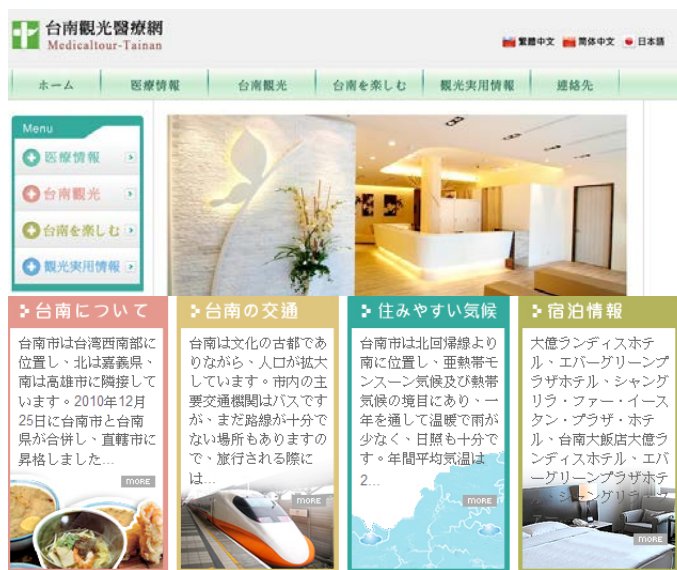 台南觀光醫療網
Medicaltour-Tainan
繁體中文 简体中文 日本語
ホーム 医療情報 台南観光 台南を楽しむ 観光実用情報 連絡先
Menu
医療情報
台南観光
台南を楽しむ
観光実用情報
台南について
台南市は台湾西南部に
位置し、北は嘉義県、
南は高雄市に隣接して
います。2010年12月
25日に台南市と台南
県が合併し、直轄市に
昇格しました...
MORE
台南の交通
台南は文化の古都であ
りながら、人口が拡大
しています。市内の主
要交通機関はバスです
が、まだ路線が十分で
ない場所もありますの
で、旅行される際に
は...
MORE
住みやすい気候
台南市は北回帰線より
南に位置し、亜熱帯モ
ンスーン気候及び熱帯
気候の境目にあり、一
年を通して温暖で雨が
少なく、日照も十分で
す。年間平均気温は
2...
MORE
宿泊情報
大億ランディスホテ
ル、エバーグリーンプ
ラザホテル、シャング
リラ・ファー・イース
タン・プラザ・ホテ
ル、台南大飯店大億ラ
ンディスホテル、エバ
ーグリーンプラザホテ
ル、シャングリラ・フ
MORE